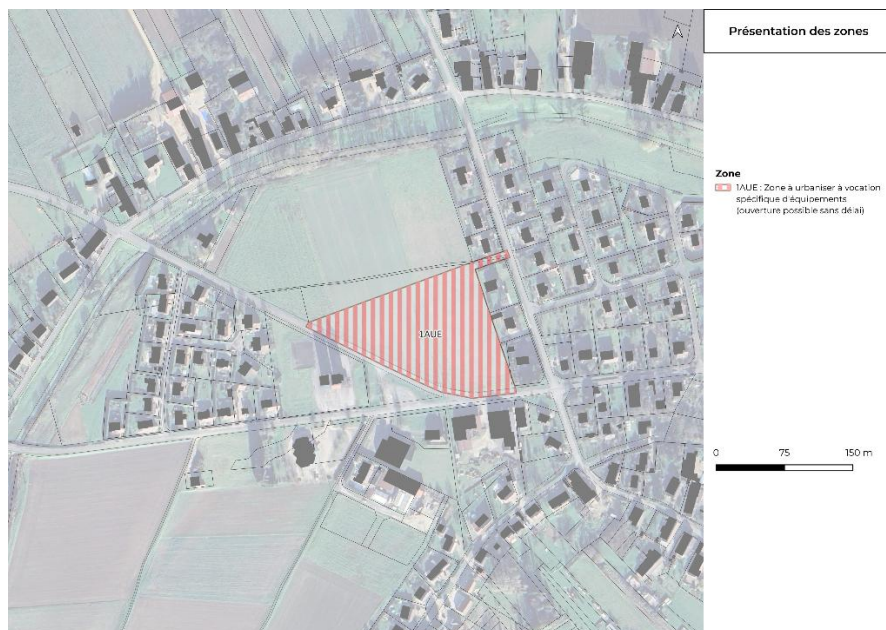 Présentation des zones
Zone
1AUE : Zone à urbaniser à vocation
spécifique d'équipements
(ouverture possible sans délai)
1AUE
0 75 150 m